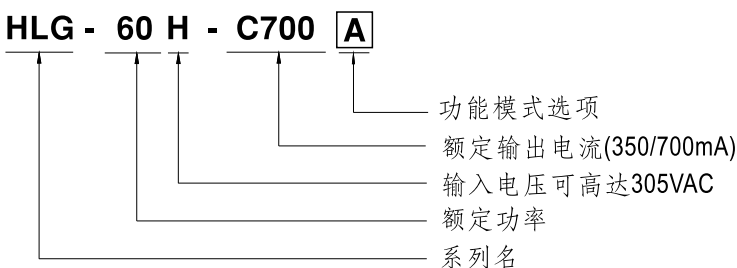 HLG - 60 H - C700 A
功能模式选项
额定输出电流(350/700mA)
输入电压可高达305VAC
额定功率
系列名